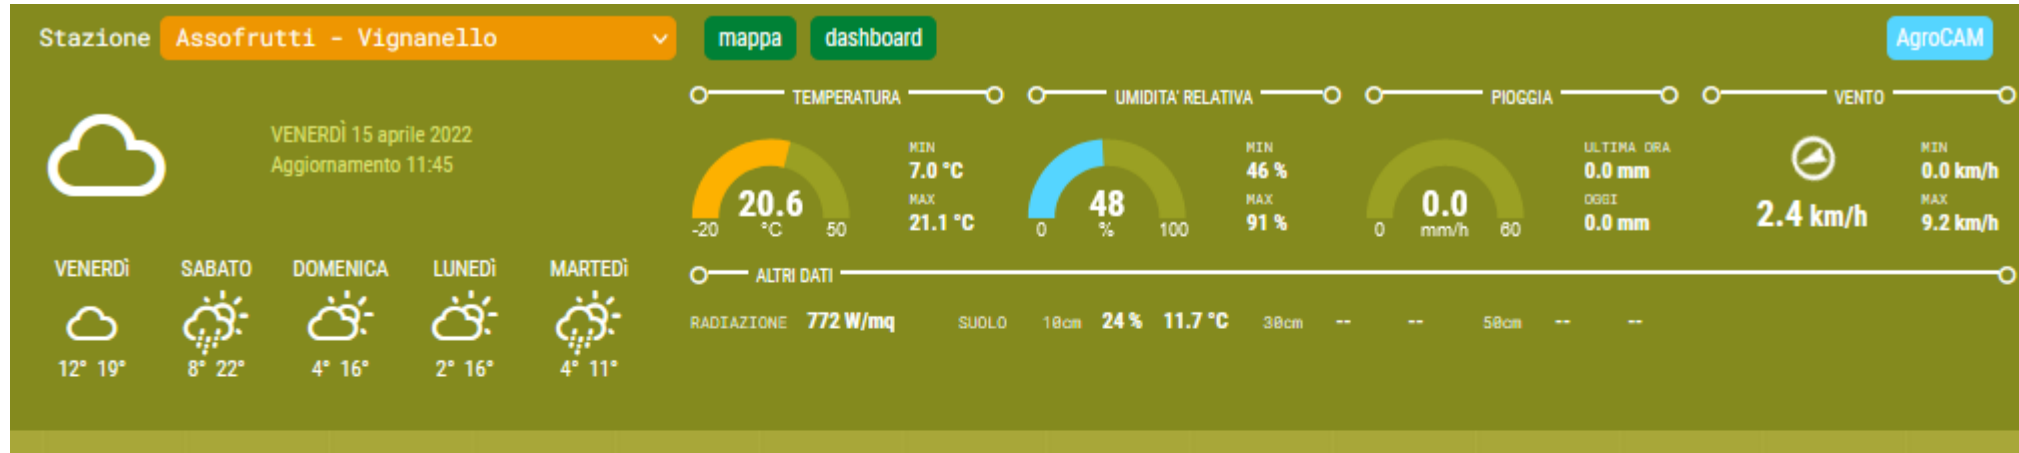 Stazione Assofrutti - Vignanello mappa dashboard AgroCAM
VENERDÌ 15 aprile 2022
Aggiornamento 11:45
VENERDì SABATO DOMENICA LUNEDì MARTEDì
12° 19° 8° 22° 4° 16° 2° 16° 4° 11°
TEMPERATURA
20.6
°C
-20 50
MIN
7.0 °C
MAX
21.1 °C
UMIDITA' RELATIVA
48
%
0 100
MIN
46 %
MAX
91 %
PIOGGIA
0.0
mm/h
0 60
ULTIMA ORA
0.0 mm
OGGI
0.0 mm
VENTO
2.4 km/h
MIN
0.0 km/h
MAX
9.2 km/h
ALTRI DATI
RADIAZIONE 772 W/mq SUOLO 10cm 24 % 11.7 °C 30cm -- -- 50cm -- --